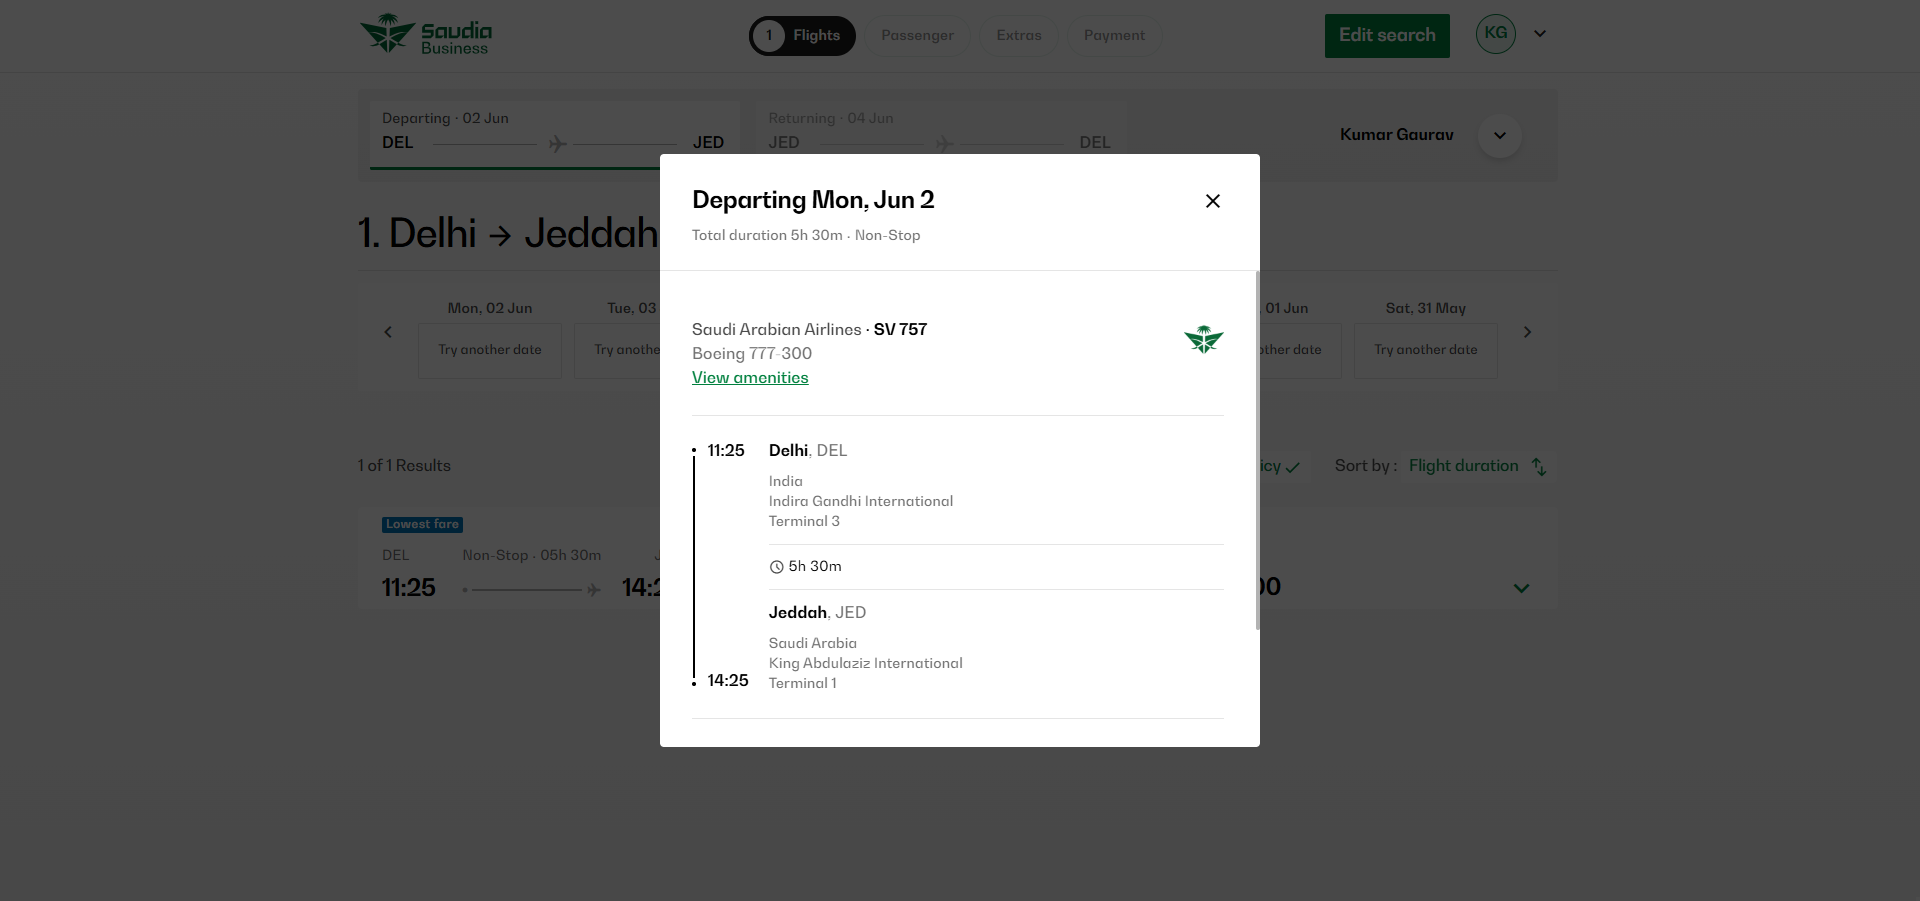 Saudia
Business
1 Flights
Passenger
Extras
Payment
Edit search
KG
Departing · 02 Jun
DEL
JED
Returning · 04 Jun
JED
DEL
Kumar Gaurav
1. Delhi → Jeddah
Mon, 02 Jun
Try another date
Tue, 03
Try
01 Jun
date
Sat, 31 May
Try another date
1 of 1 Results
Sort by : Flight duration
Lowest fare
DEL
Non-Stop · 05h 30m
11:25
Departing Mon, Jun 2
Total duration 5h 30m · Non-Stop
Saudi Arabian Airlines · SV 757
Boeing 777-300
View amenities
11:25
Delhi, DEL
India
Indira Gandhi International
Terminal 3
5h 30m
Jeddah, JED
Saudi Arabia
King Abdulaziz International
14:25
Terminal 1